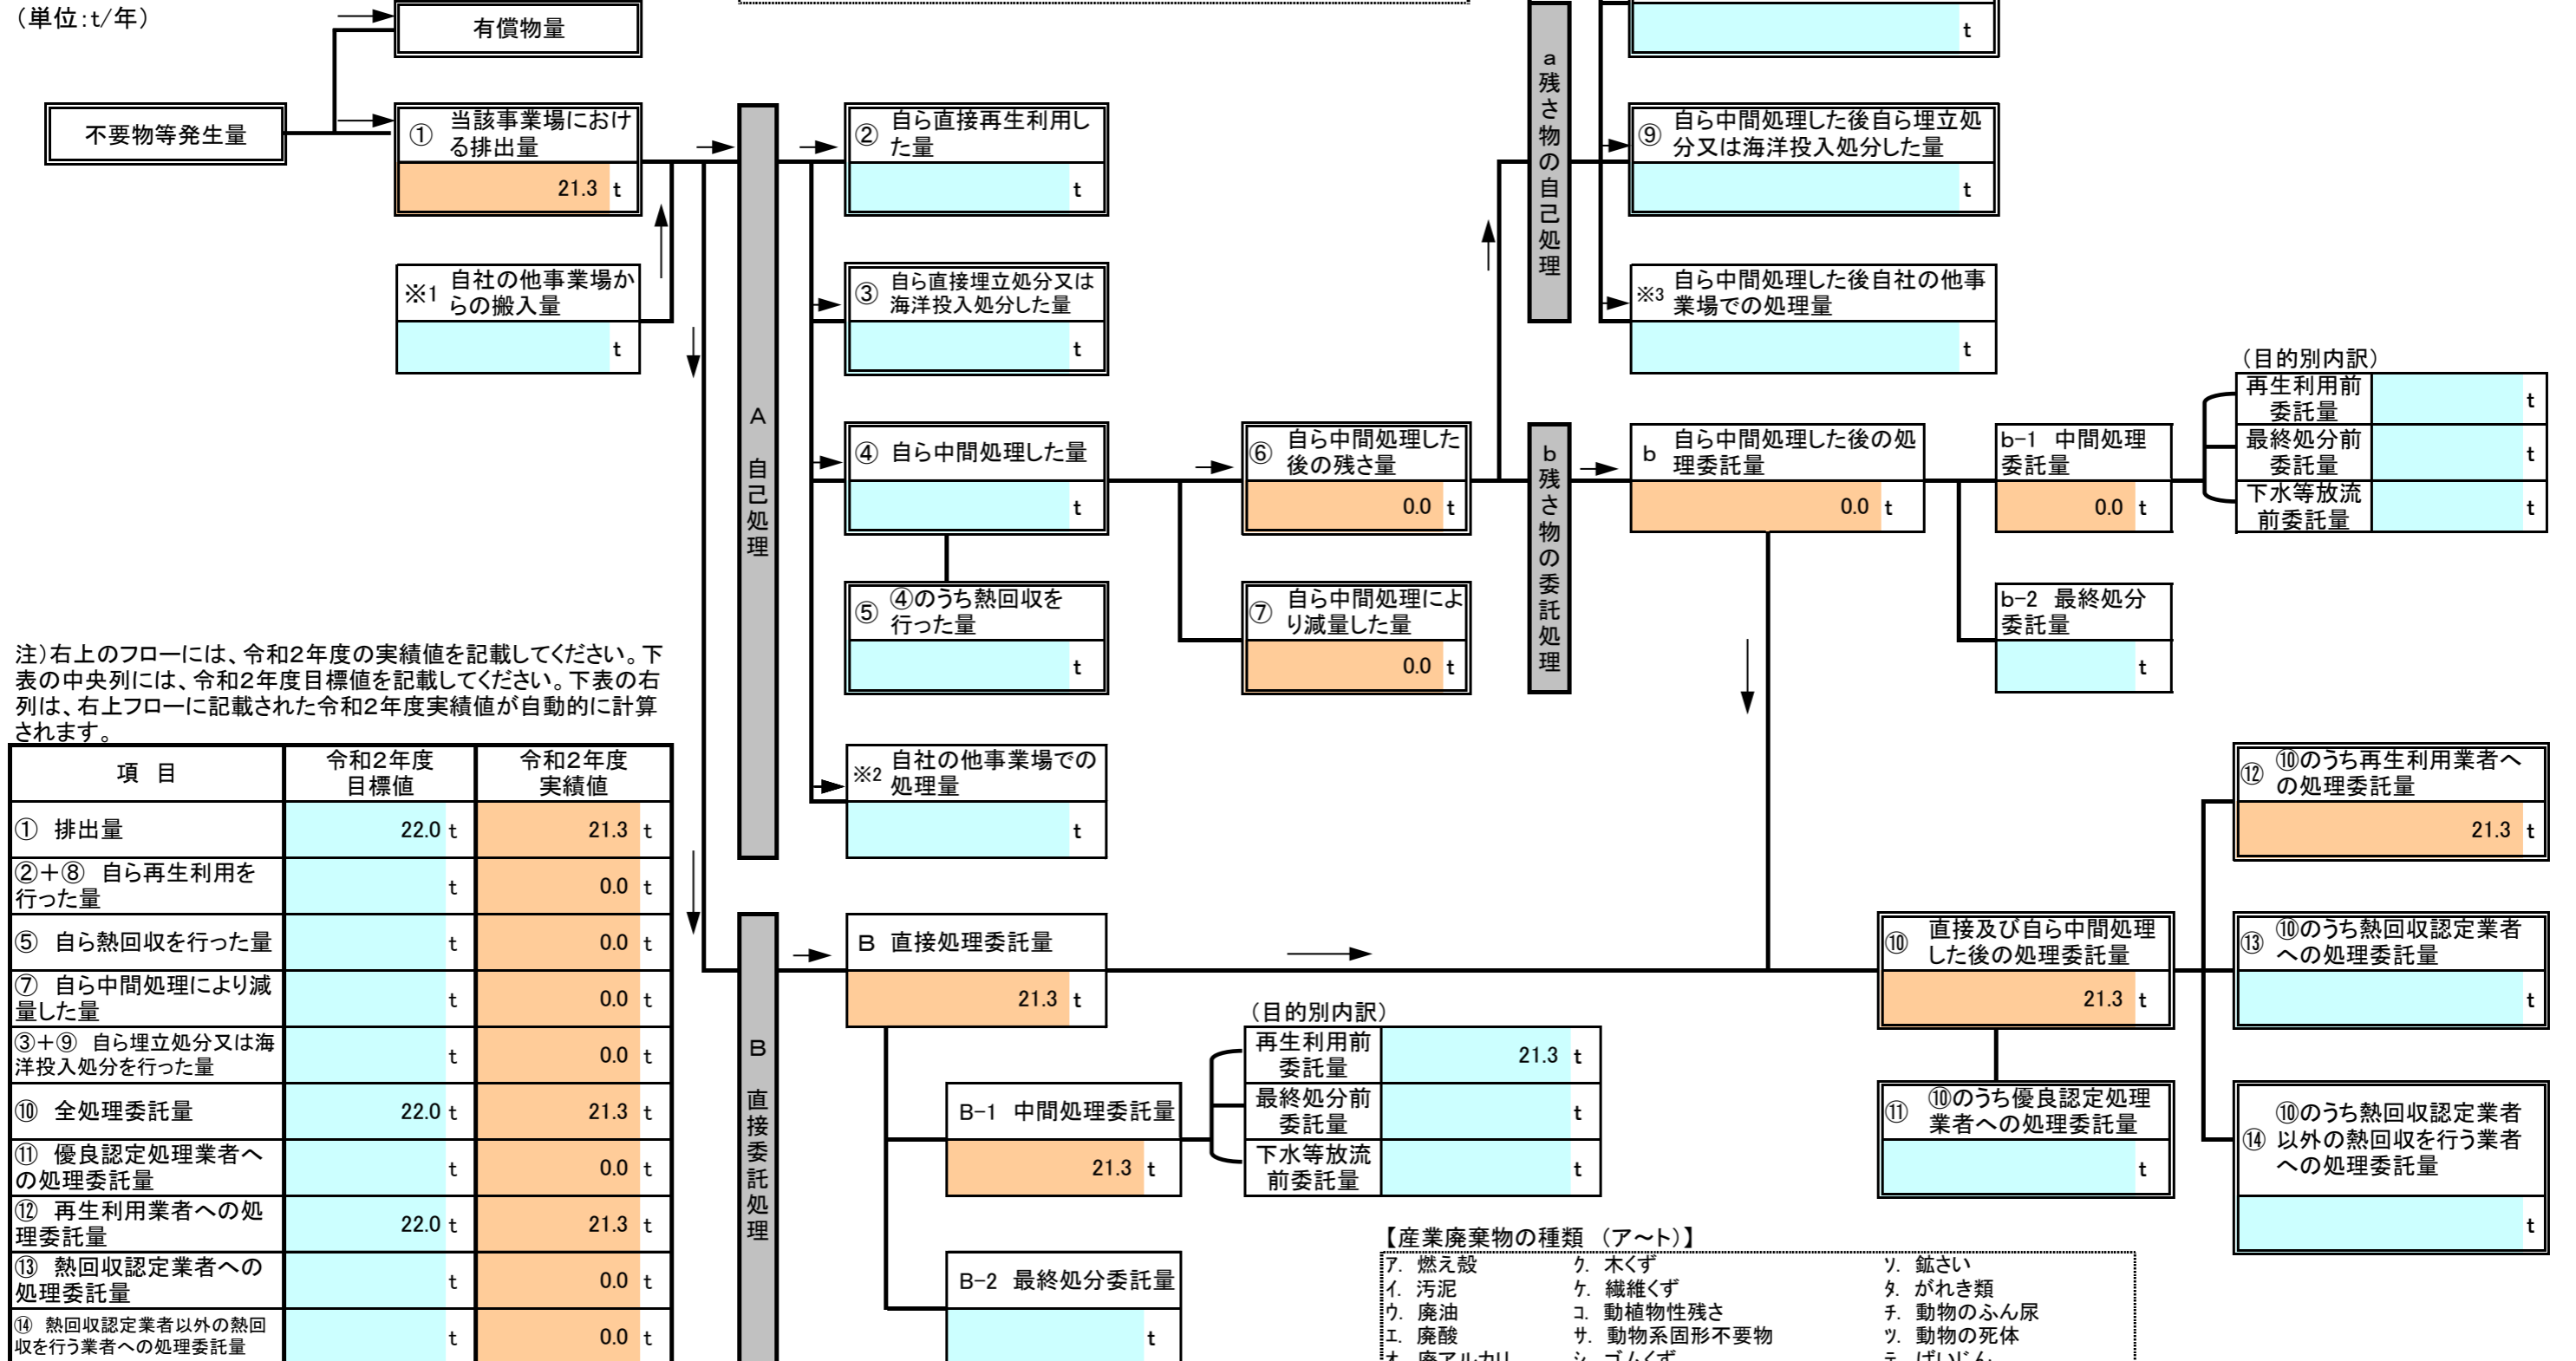 （単位：t/年）
有償物量
不要物等発生量
① 当該事業場におけ
る排出量
21.3 t
※1 自社の他事業場か
らの搬入量
t
A 自己処理
② 自ら直接再生利用し
た量
t
③ 自ら直接埋立処分又は
海洋投入処分した量
t
④ 自ら中間処理した量
t
⑤ ④のうち熱回収を
行った量
t
※2 自社の他事業場での
処理量
t
⑥ 自ら中間処理した
後の残さ量
0.0 t
⑦ 自ら中間処理によ
り減量した量
0.0 t
a 残さ物の自己処理
t
⑨ 自ら中間処理した後自ら埋立処
分又は海洋投入処分した量
t
※3 自ら中間処理した後自社の他事
業場での処理量
t
b 残さ物の委託処理
b 自ら中間処理した後の処
理委託量
0.0 t
b-1 中間処理
委託量
0.0 t
b-2 最終処分
委託量
t
（目的別内訳）
再生利用前
委託量
t
最終処分前
委託量
t
下水等放流
前委託量
t
注）右上のフローには、令和2年度の実績値を記載してください。下
表の中央列には、令和2年度目標値を記載してください。下表の右
列は、右上フローに記載された令和2年度実績値が自動的に計算
されます。
項 目 令和2年度
目標値 令和2年度
実績値
① 排出量 22.0 t 21.3 t
②＋⑧ 自ら再生利用を
行った量 t 0.0 t
⑤ 自ら熱回収を行った量 t 0.0 t
⑦ 自ら中間処理により減
量した量 t 0.0 t
③＋⑨ 自ら埋立処分又は海
洋投入処分を行った量 t 0.0 t
⑩ 全処理委託量 22.0 t 21.3 t
⑪ 優良認定処理業者へ
の処理委託量 t 0.0 t
⑫ 再生利用業者への処
理委託量 22.0 t 21.3 t
⑬ 熱回収認定業者への
処理委託量 t 0.0 t
⑭ 熱回収認定業者以外の熱回
収を行う業者への処理委託量 t 0.0 t
B 直接委託処理
B 直接処理委託量
21.3 t
B-1 中間処理委託量
21.3 t
B-2 最終処分委託量
t
（目的別内訳）
再生利用前
委託量
21.3 t
最終処分前
委託量
t
下水等放流
前委託量
t
⑩ 直接及び自ら中間処理
した後の処理委託量
21.3 t
⑪ ⑩のうち優良認定処理
業者への処理委託量
t
⑫ ⑩のうち再生利用業者へ
の処理委託量
21.3 t
⑬ ⑩のうち熱回収認定業者
への処理委託量
t
⑭ ⑩のうち熱回収認定業者
以外の熱回収を行う業者
への処理委託量
t
【産業廃棄物の種類 （ア～ト）】
ア. 燃え殻 ク. 木くず ソ. 鉱さい
イ. 汚泥 ケ. 繊維くず タ. がれき類
ウ. 廃油 コ. 動植物性残さ チ. 動物のふん尿
エ. 廃酸 サ. 動物系固形不要物 ツ. 動物の死体
オ. 廃アルカリ シ. ゴムくず テ. ばいじん